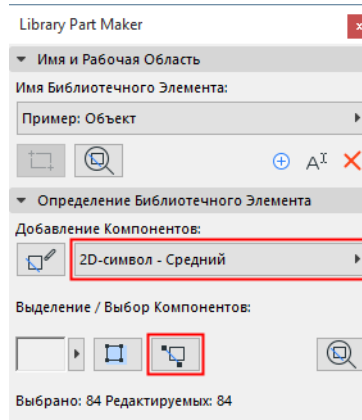 Library Part Maker
Имя и Рабочая Область
Имя Библиотечного Элемента:
Пример: Объект
Определение Библиотечного Элемента
Добавление Компонентов:
2D-символ - Средний
Выделение / Выбор Компонентов:
Выбрано: 84 Редактируемых: 84